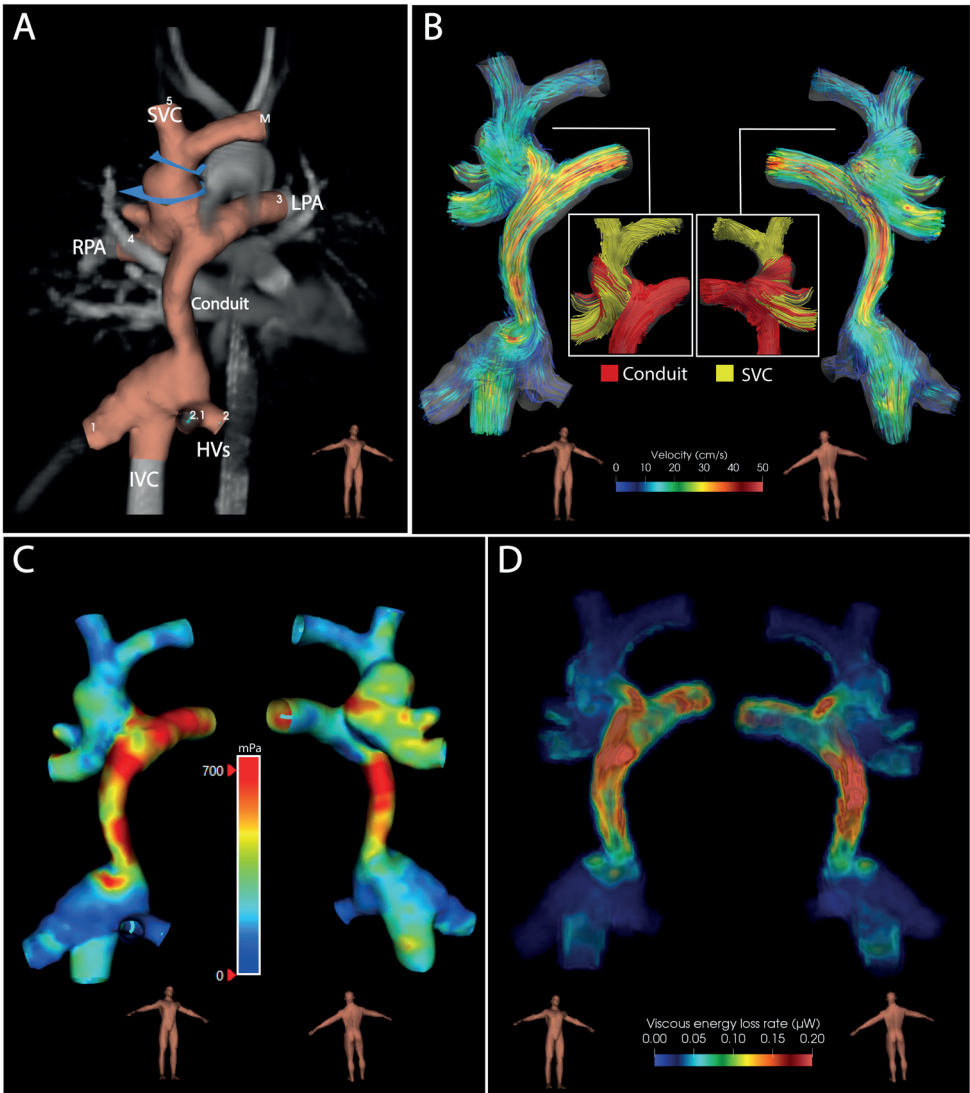 A
5
SVC
M
3
LPA
4
RPA
Conduit
1
2.1
2
HVs
IVC
B
Conduit
SVC
Velocity (cm/s)
0 10 20 30 40 50
C
mPa
700
0
D
Viscous energy loss rate (µW)
0.00 0.05 0.10 0.15 0.20